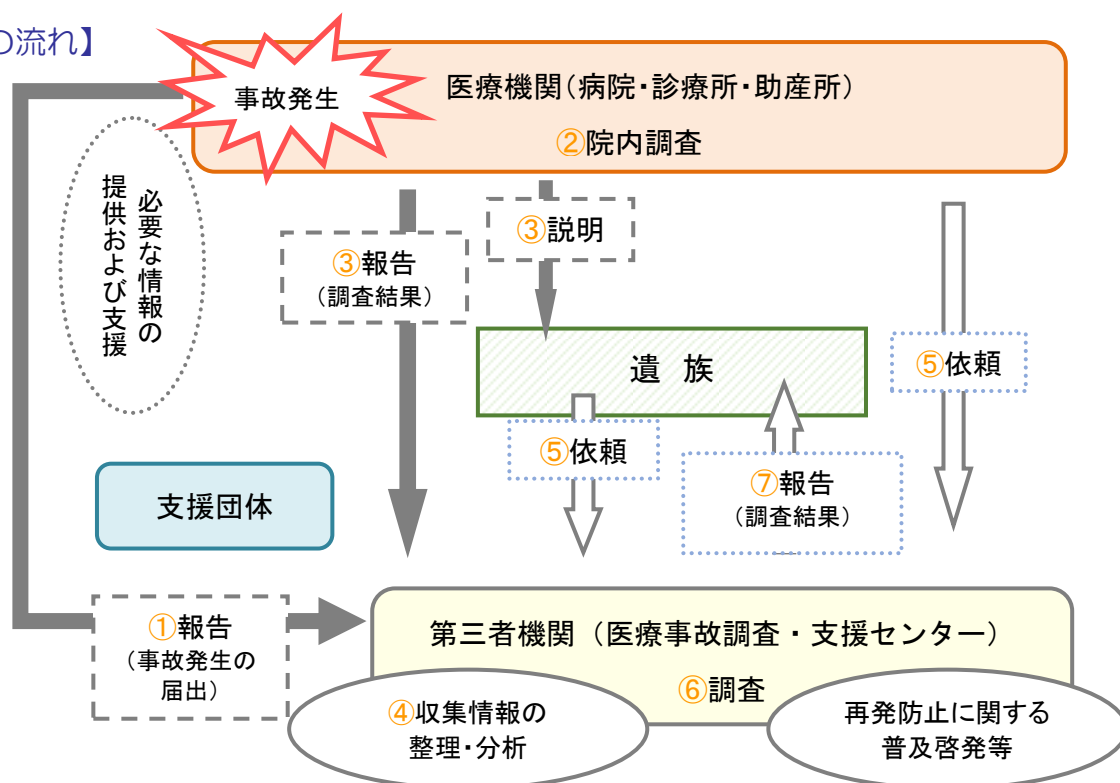 の流れ】
事故発生
医療機関（病院・診療所・助産所）
②院内調査
必要な情報の
提供および支援
③報告
（調査結果）
③説明
遺 族
⑤依頼
⑤依頼
⑦報告
（調査結果）
支援団体
①報告
（事故発生の
届出）
第三者機関（医療事故調査・支援センター）
⑥調査
④収集情報の
整理・分析
再発防止に関する
普及啓発等